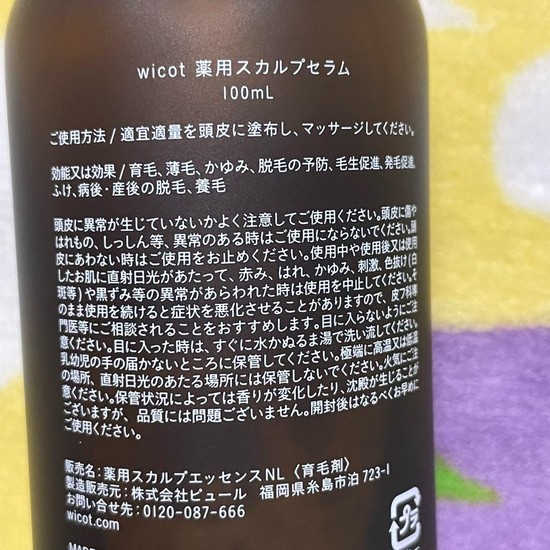 wicot 薬用スカルプセラム
100mL
ご使用方法 / 適宜適量を頭皮に塗布し、マッサージしてください。
効能又は効果 / 育毛、薄毛、かゆみ、脱毛の予防、毛生促進、発毛促進、
ふけ、病後・産後の脱毛、養毛
頭皮に異常が生じていないかよく注意してご使用ください。頭皮に傷や
はれもの、しっしん等、異常のある時はご使用にならないでください。頭
皮にあわない時はご使用をお止めください。使用中や使用後又は使用
したお肌に直射日光があたって、赤み、はれ、かゆみ、刺激、色抜け(白
斑等)や黒ずみ等の異常があらわれた時は使用を中止してください。そ
のまま使用を続けると症状を悪化させることがありますので、皮フ科専
門医等にご相談されることをおすすめします。目に入らないようにご注
意ください。目に入った時は、すぐに水かぬるま湯で洗い流してください。
乳幼児の手の届かないところに保管してください。極端に高温又は低温
の場所、直射日光のあたる場所には保管しないでください。火気にご注
意ください。保管状況によっては香りが変化したり、沈殿が生じること
がございますが、品質には問題ございません。開封後はなるべくお早めに
ご使用ください。
販売名:薬用スカルプエッセンスNL〈育毛剤〉
製造販売元:株式会社ピュール 福岡県糸島市泊 723-1
お問い合せ先:0120-087-666
wicot.com
プラ
MADE